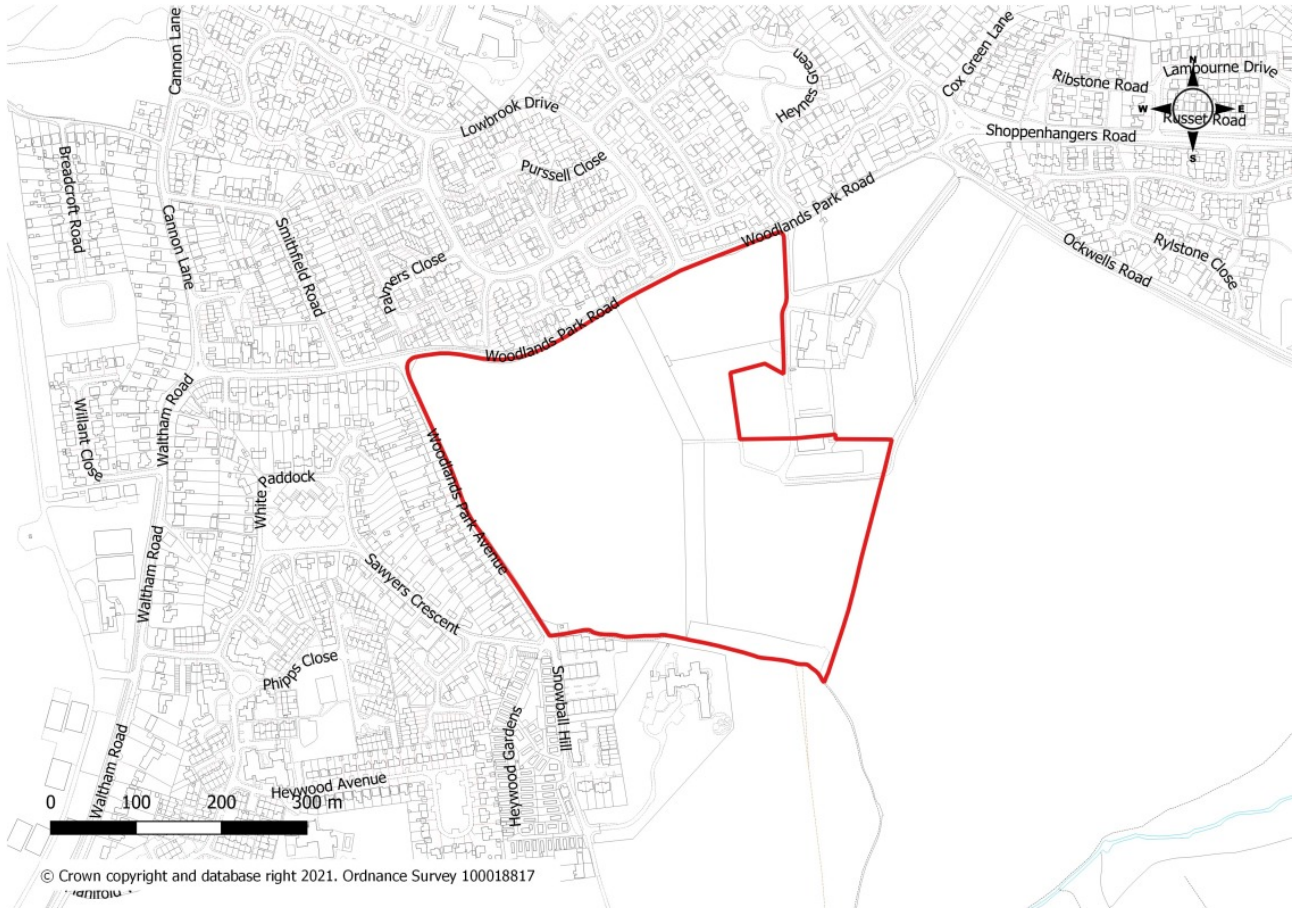 Cannon Lane
Lowbrook Drive
Heynes Green
Cox Green Lane
Ribstone Road
Lambourne Drive
N
W
E
S
Russet Road
Shoppenhangers Road
Breadcroft Road
Purssell Close
Woodlands Park Road
Cannon Lane
Smithfield Road
Palmers Close
Ockwells Road
Rylstone Close
Woodlands Park Road
Willant Close
Waltham Road
White Paddock
Woodlands Park Avenue
Waltham Road
Sawyers Crescent
Phipps Close
Snowball Hill
Heywood Gardens
Waltham Road
Heywood Avenue
0 100 200 300 m
© Crown copyright and database right 2021. Ordnance Survey 100018817